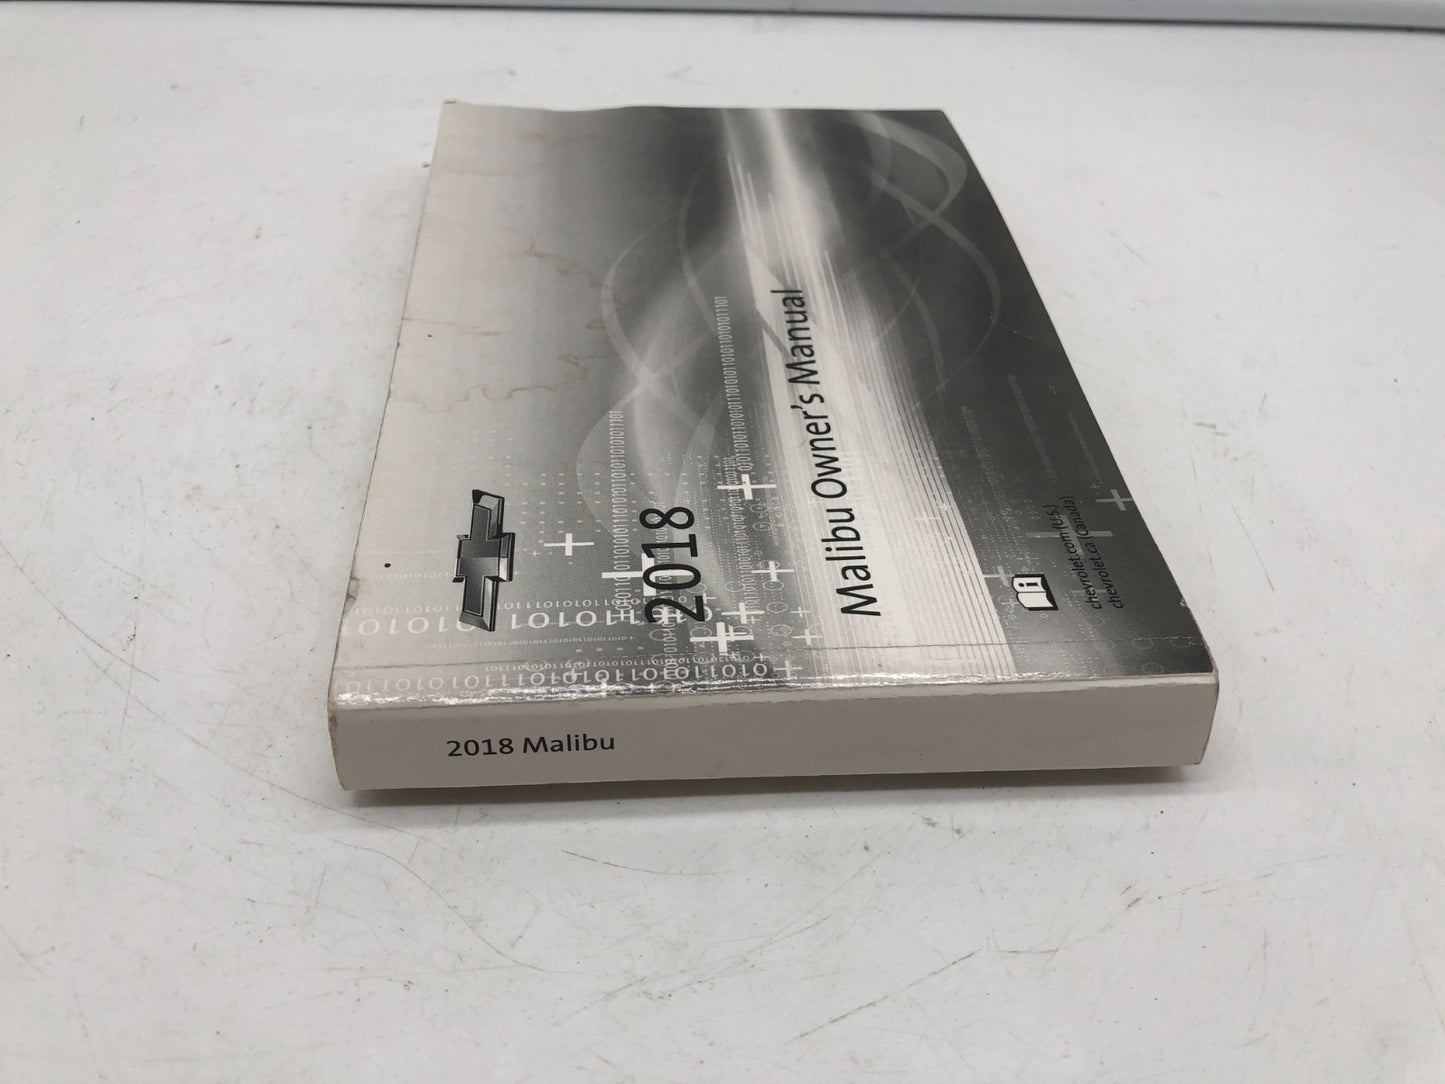 2018
Malibu Owner's Manual
chevrolet.com (U.S.)
chevrolet.ca (Canada)
2018 Malibu